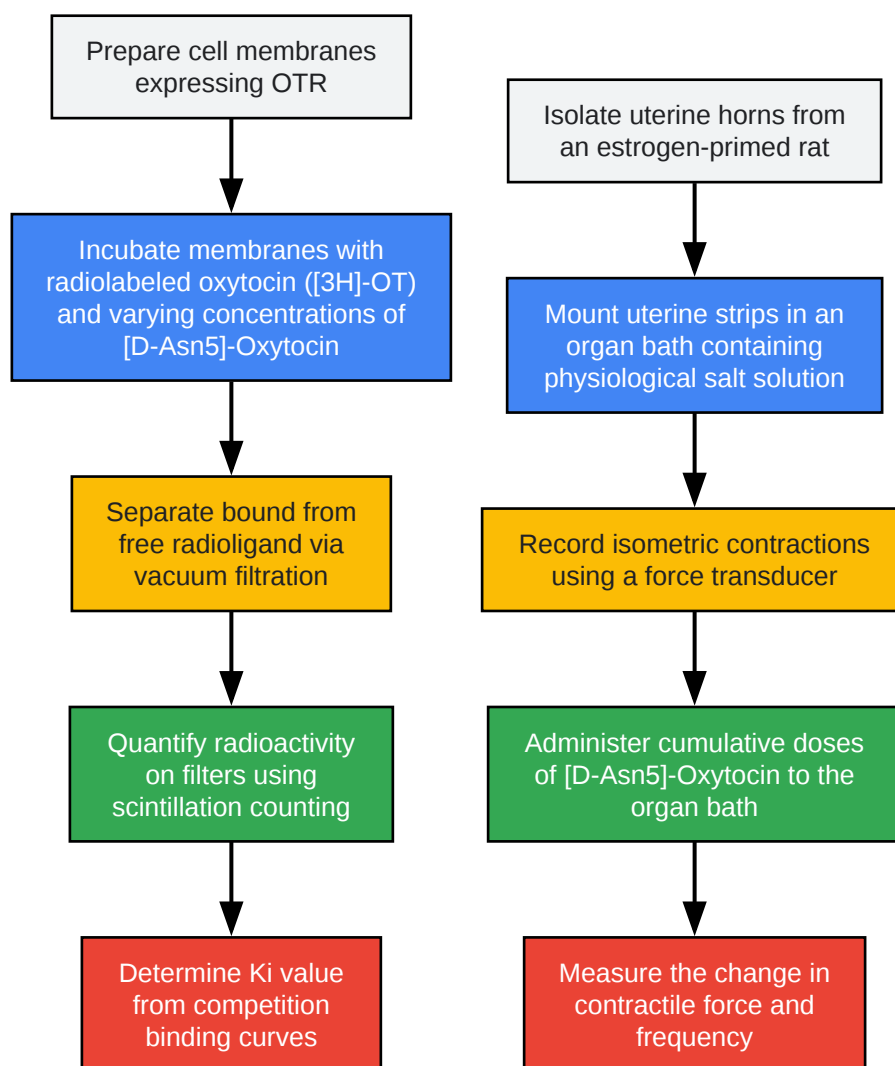 Prepare cell membranes
expressing OTR
Incubate membranes with
radiolabeled oxytocin ([3H]-OT)
and varying concentrations of
[D-Asn5]-Oxytocin
Separate bound from
free radioligand via
vacuum filtration
Quantify radioactivity
on filters using
scintillation counting
Determine Ki value
from competition
binding curves
Isolate uterine horns from
an estrogen-primed rat
Mount uterine strips in an
organ bath containing
physiological salt solution
Record isometric contractions
using a force transducer
Administer cumulative doses
of [D-Asn5]-Oxytocin to the
organ bath
Measure the change in
contractile force and
frequency